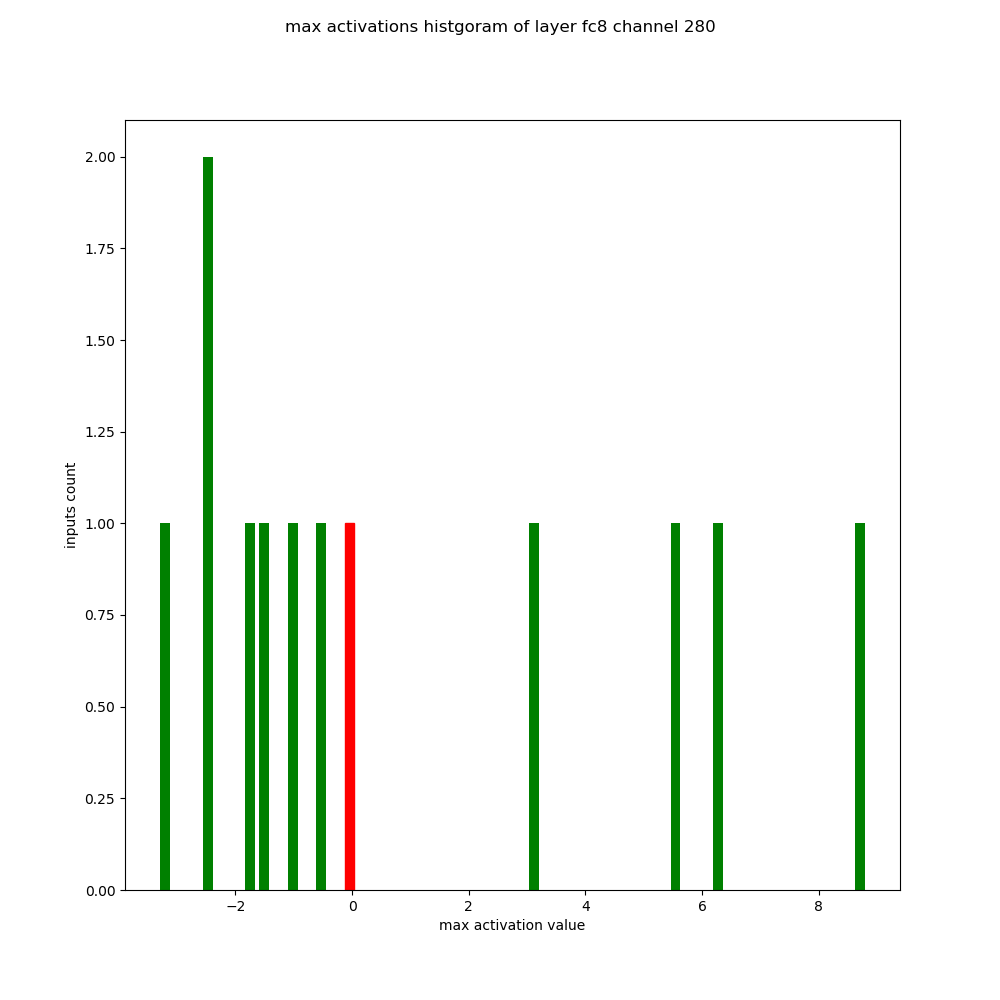 max activations histgoram of layer fc8 channel 280
2.00
1.75
1.50
1.25
1.00
0.75
0.50
0.25
0.00
inputs count
−2 0 2 4 6 8
max activation value